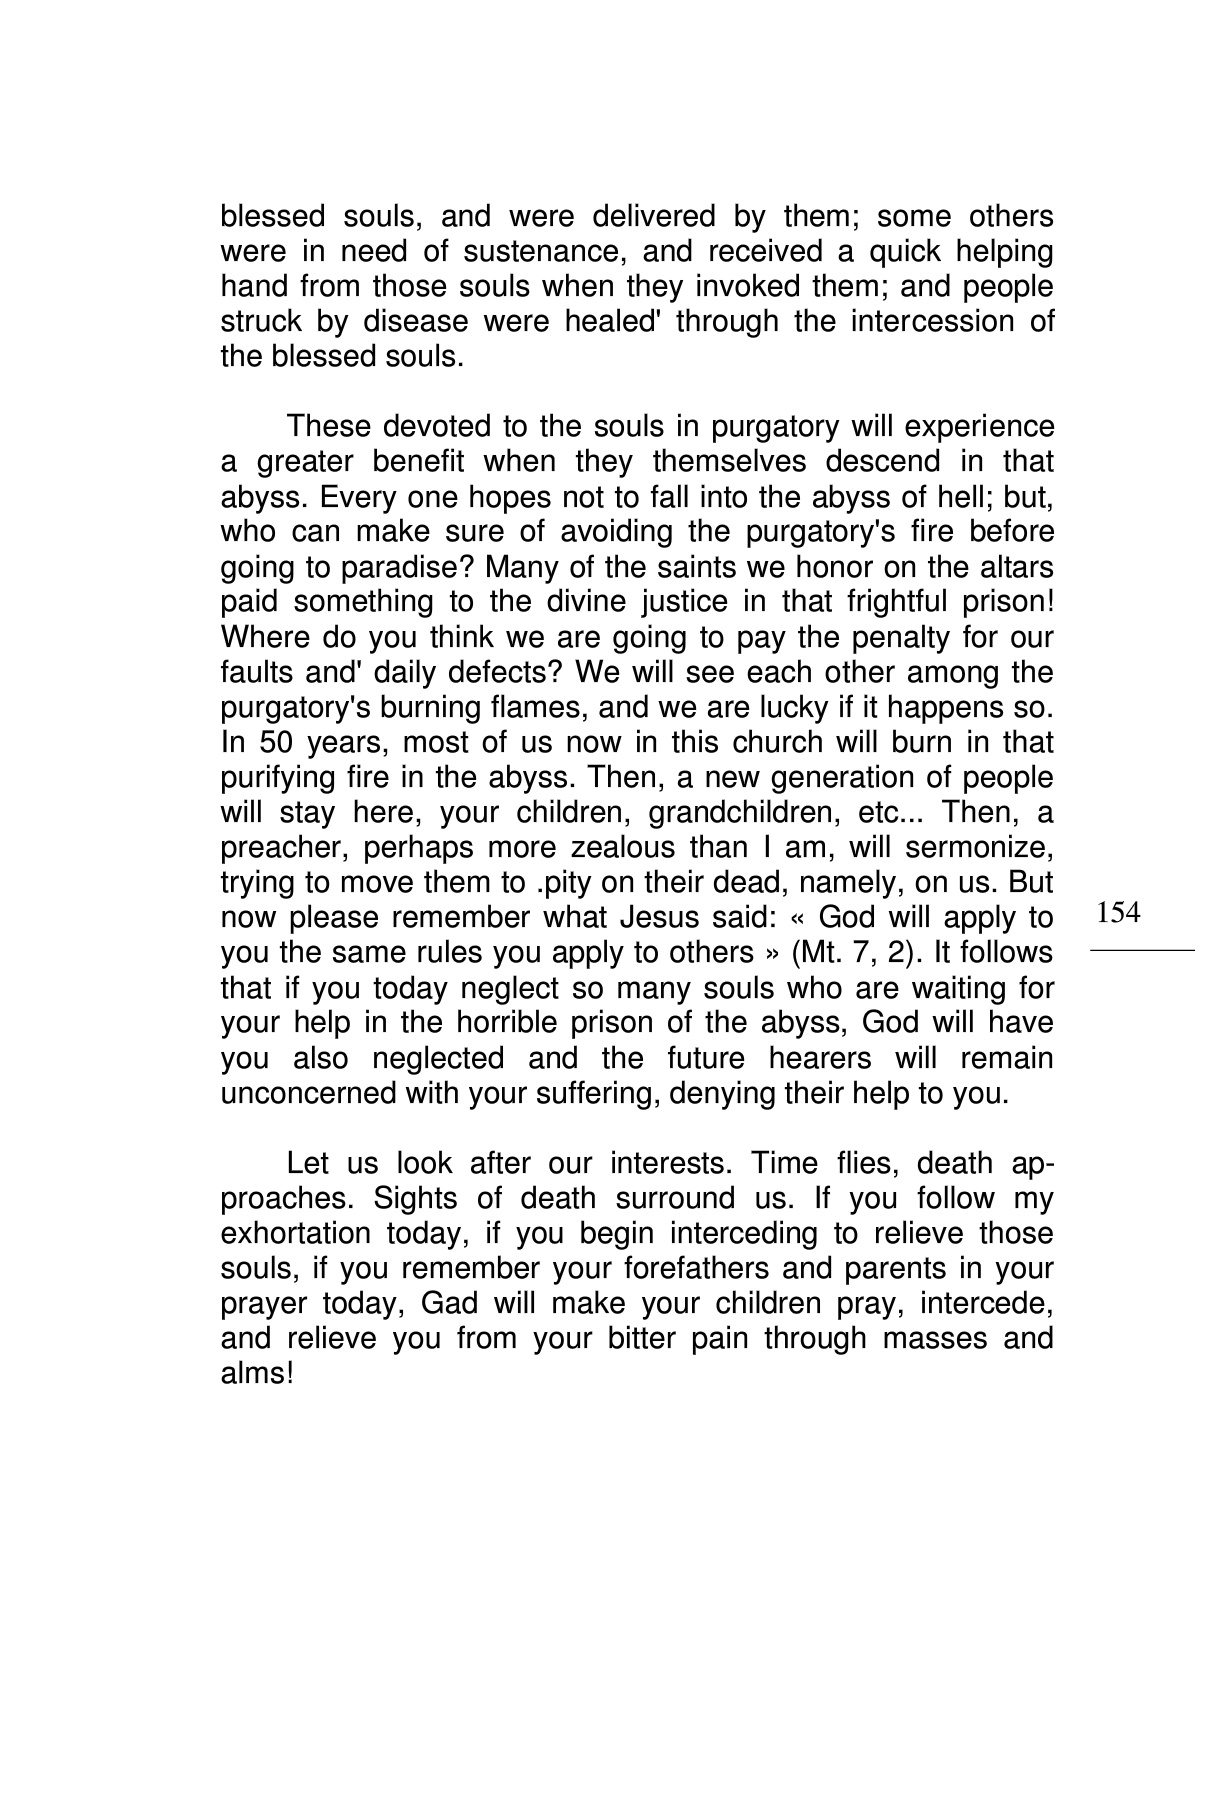 blessed souls, and were delivered by them; some others
were in need of sustenance, and received a quick helping
hand from those souls when they invoked them; and people
struck by disease were healed' through the intercession of
the blessed souls.
These devoted to the souls in purgatory will experience
a greater benefit when they themselves descend in that
abyss. Every one hopes not to fall into the abyss of hell; but,
who can make sure of avoiding the purgatory's fire before
going to paradise? Many of the saints we honor on the altars
paid something to the divine justice in that frightful prison!
Where do you think we are going to pay the penalty for our
faults and' daily defects? We will see each other among the
purgatory's burning flames, and we are lucky if it happens so.
In 50 years, most of us now in this church will burn in that
purifying fire in the abyss. Then, a new generation of people
will stay here, your children, grandchildren, etc... Then, a
preacher, perhaps more zealous than I am, will sermonize,
trying to move them to .pity on their dead, namely, on us. But
now please remember what Jesus said: « God will apply to
you the same rules you apply to others » (Mt. 7, 2). It follows
that if you today neglect so many souls who are waiting for
your help in the horrible prison of the abyss, God will have
you also neglected and the future hearers will remain
unconcerned with your suffering, denying their help to you.
Let us look after our interests. Time flies, death ap-
proaches. Sights of death surround us. If you follow my
exhortation today, if you begin interceding to relieve those
souls, if you remember your forefathers and parents in your
prayer today, Gad will make your children pray, intercede,
and relieve you from your bitter pain through masses and
alms!
154